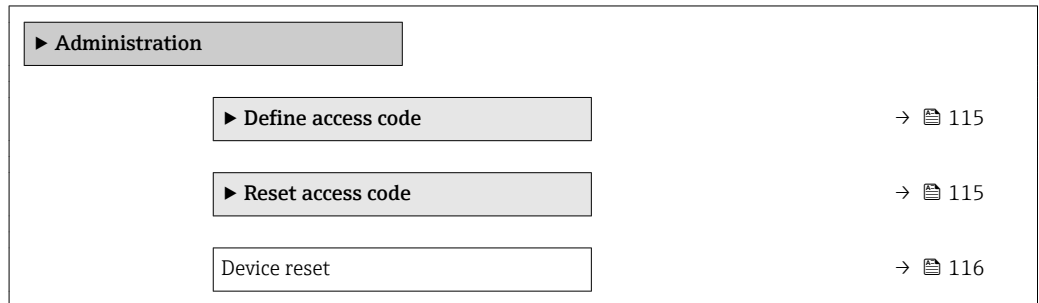 ▶ Administration
▶ Define access code → 115
▶ Reset access code → 115
Device reset → 116